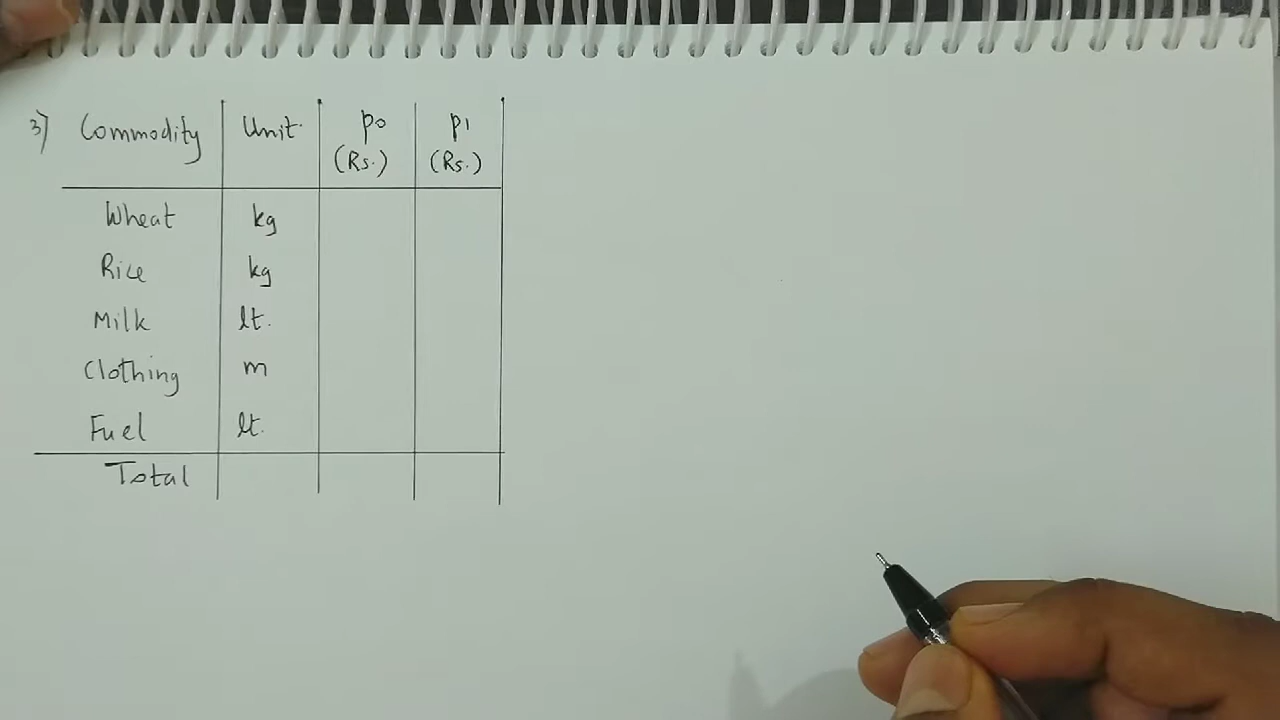 3) Commodity Unit. p0 p1
(Rs.) (Rs.)
Wheat kg
Rice kg
Milk lt.
Clothing m
Fuel lt.
Total